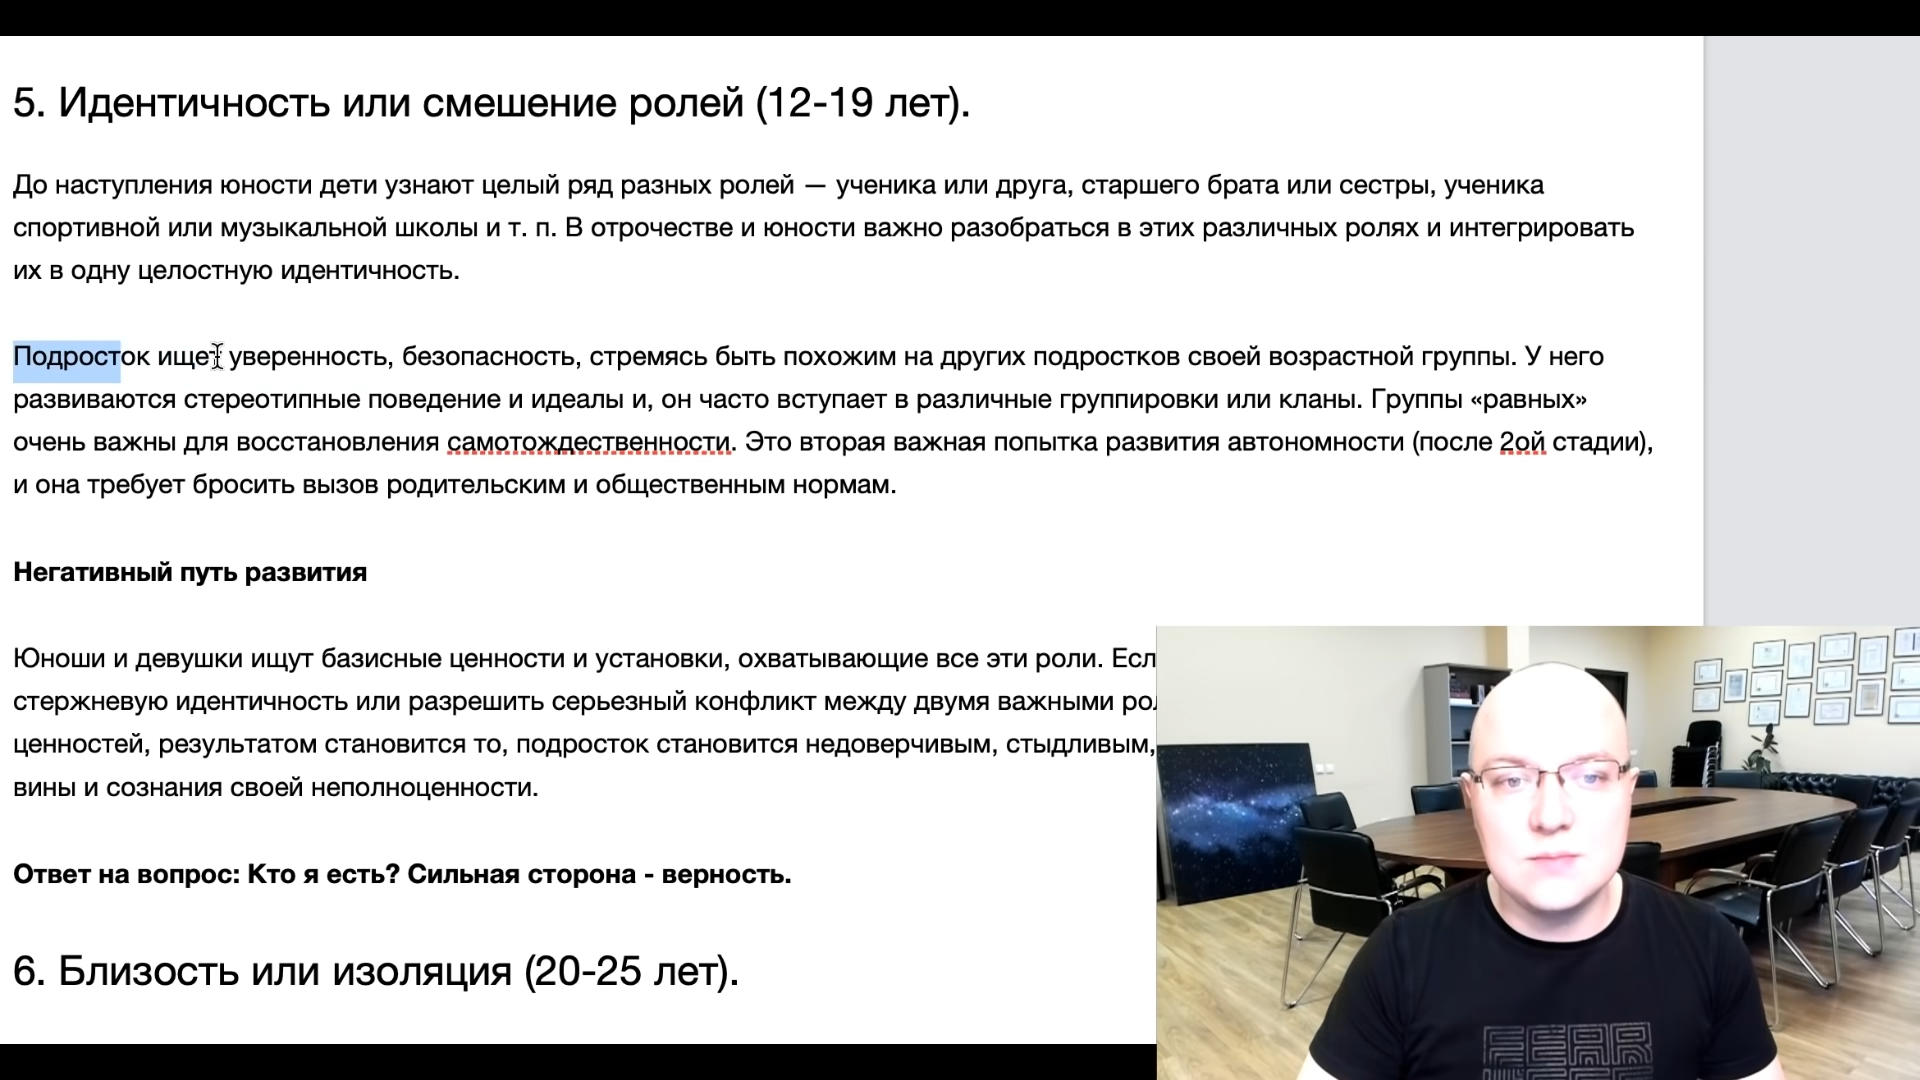 5. Идентичность или смешение ролей (12-19 лет).
До наступления юности дети узнают целый ряд разных ролей — ученика или друга, старшего брата или сестры, ученика
спортивной или музыкальной школы и т. п. В отрочестве и юности важно разобраться в этих различных ролях и интегрировать
их в одну целостную идентичность.
Подросток ищет уверенность, безопасность, стремясь быть похожим на других подростков своей возрастной группы. У него
развиваются стереотипные поведение и идеалы и, он часто вступает в различные группировки или кланы. Группы «равных»
очень важны для восстановления самотождественности. Это вторая важная попытка развития автономности (после 2ой стадии),
и она требует бросить вызов родительским и общественным нормам.
Негативный путь развития
Юноши и девушки ищут базисные ценности и установки, охватывающие все эти роли. Есл
стержневую идентичность или разрешить серьезный конфликт между двумя важными рол
ценностей, результатом становится то, подросток становится недоверчивым, стыдливым,
вины и сознания своей неполноценности.
Ответ на вопрос: Кто я есть? Сильная сторона - верность.
6. Близость или изоляция (20-25 лет).
FEAR